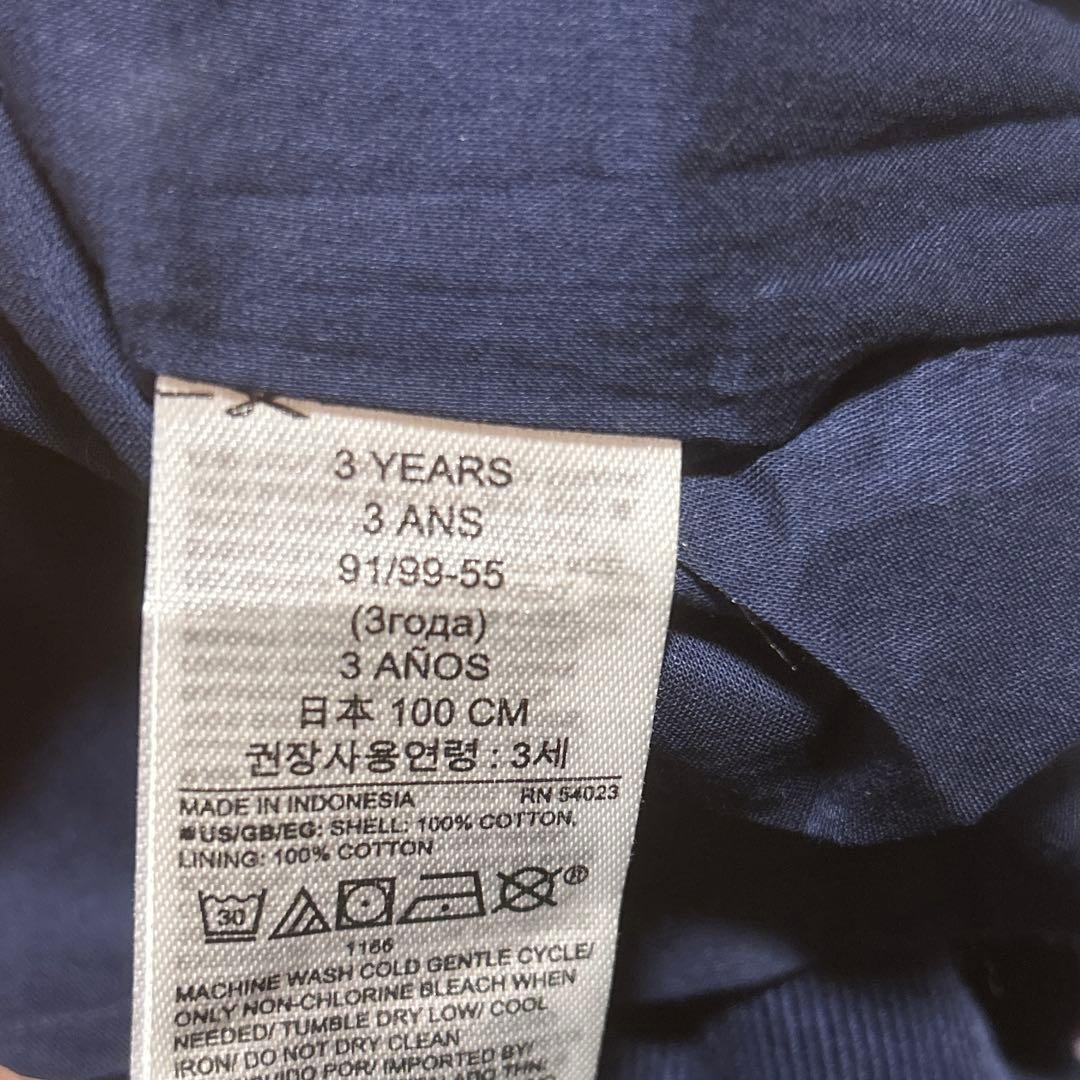 3 YEARS
3 ANS
91/99-55
(3года)
3 AÑOS
日本 100 CM
권장사용연령 : 3세
MADE IN INDONESIA RN 54023
US/GB/EG: SHELL: 100% COTTON,
LINING: 100% COTTON
30
®
1166
MACHINE WASH COLD GENTLE CYCLE/
ONLY NON-CHLORINE BLEACH WHEN
NEEDED/ TUMBLE DRY LOW/ COOL
IRON/ DO NOT DRY CLEAN
POR/ IMPORTED BY/